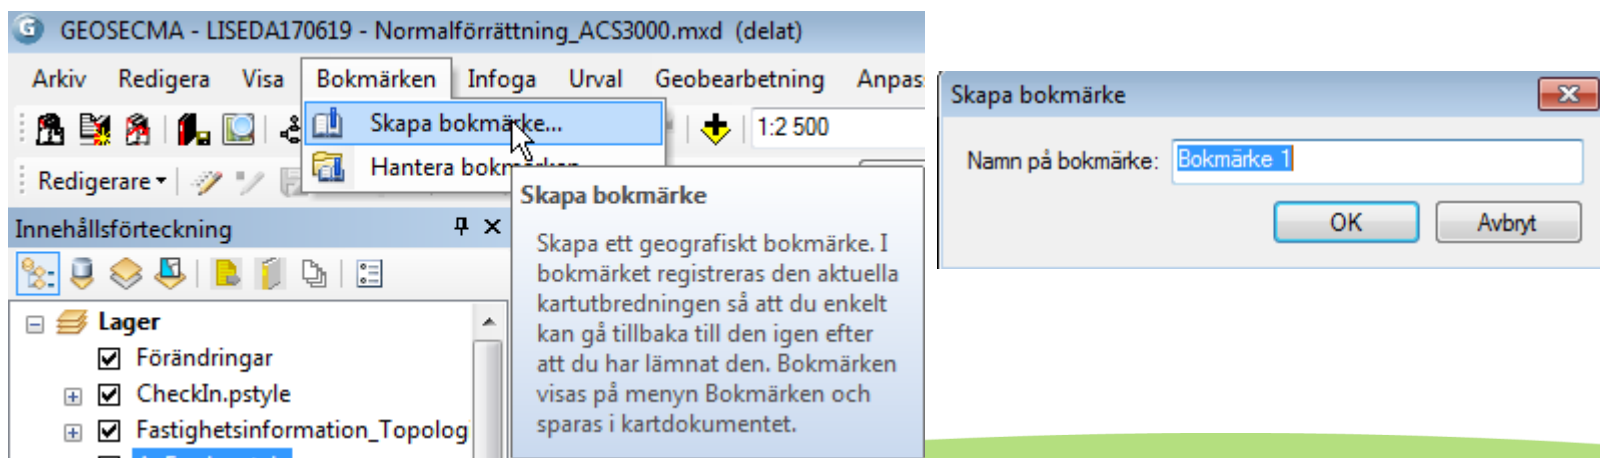 GEOSECMA - LISEDA170619 - Normalförrättning_ACS3000.mxd (delat)
Arkiv Redigera Visa Bokmärken Infoga Urval Geobearbetning Anpas
Skapa bokmärke...
1:2 500
Hantera
Redigerare
Innehållsförteckning
Lager
Förändringar
CheckIn.pstyle
Fastighetsinformation_Topolog
Skapa bokmärke
Skapa ett geografiskt bokmärke. I
bokmärket registreras den aktuella
kartutbredningen så att du enkelt
kan gå tillbaka till den igen efter
att du har lämnat den. Bokmärken
visas på menyn Bokmärken och
sparas i kartdokumentet.
Skapa bokmärke
Namn på bokmärke: Bokmärke 1
OK Avbryt